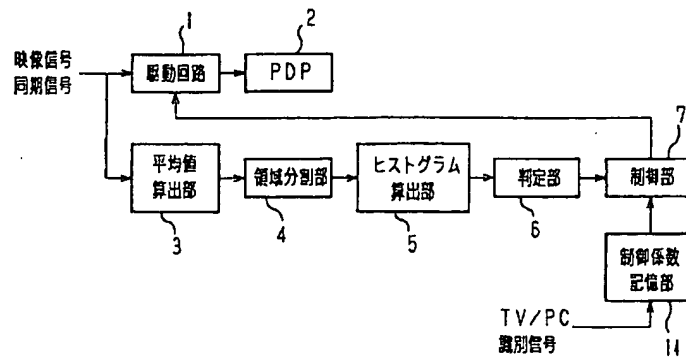 映像信号
同期信号
1
駆動回路
2
PDP
7
制御部
平均値
算出部
3
領域分割部
4
ヒストグラム
算出部
5
判定部
6
制御係数
記憶部
14
TV/PC
識別信号